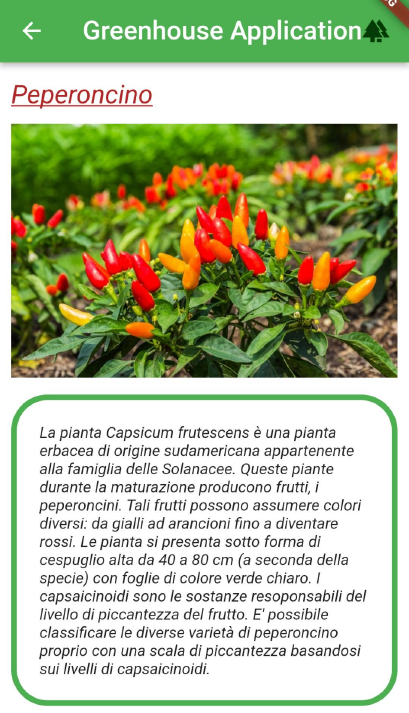 Greenhouse Application
Peperoncino
La pianta Capsicum frutescens è una pianta
erbacea di origine sudamericana appartenente
alla famiglia delle Solanacee. Queste piante
durante la maturazione producono frutti, i
peperoncini. Tali frutti possono assumere colori
diversi: da gialli ad arancioni fino a diventare
rossi. Le pianta si presenta sotto forma di
cespuglio alta da 40 a 80 cm (a seconda della
specie) con foglie di colore verde chiaro. I
capsaicinoidi sono le sostanze resoponsabili del
livello di piccantezza del frutto. E' possibile
classificare le diverse varietà di peperoncino
proprio con una scala di piccantezza basandosi
sui livelli di capsaicinoidi.